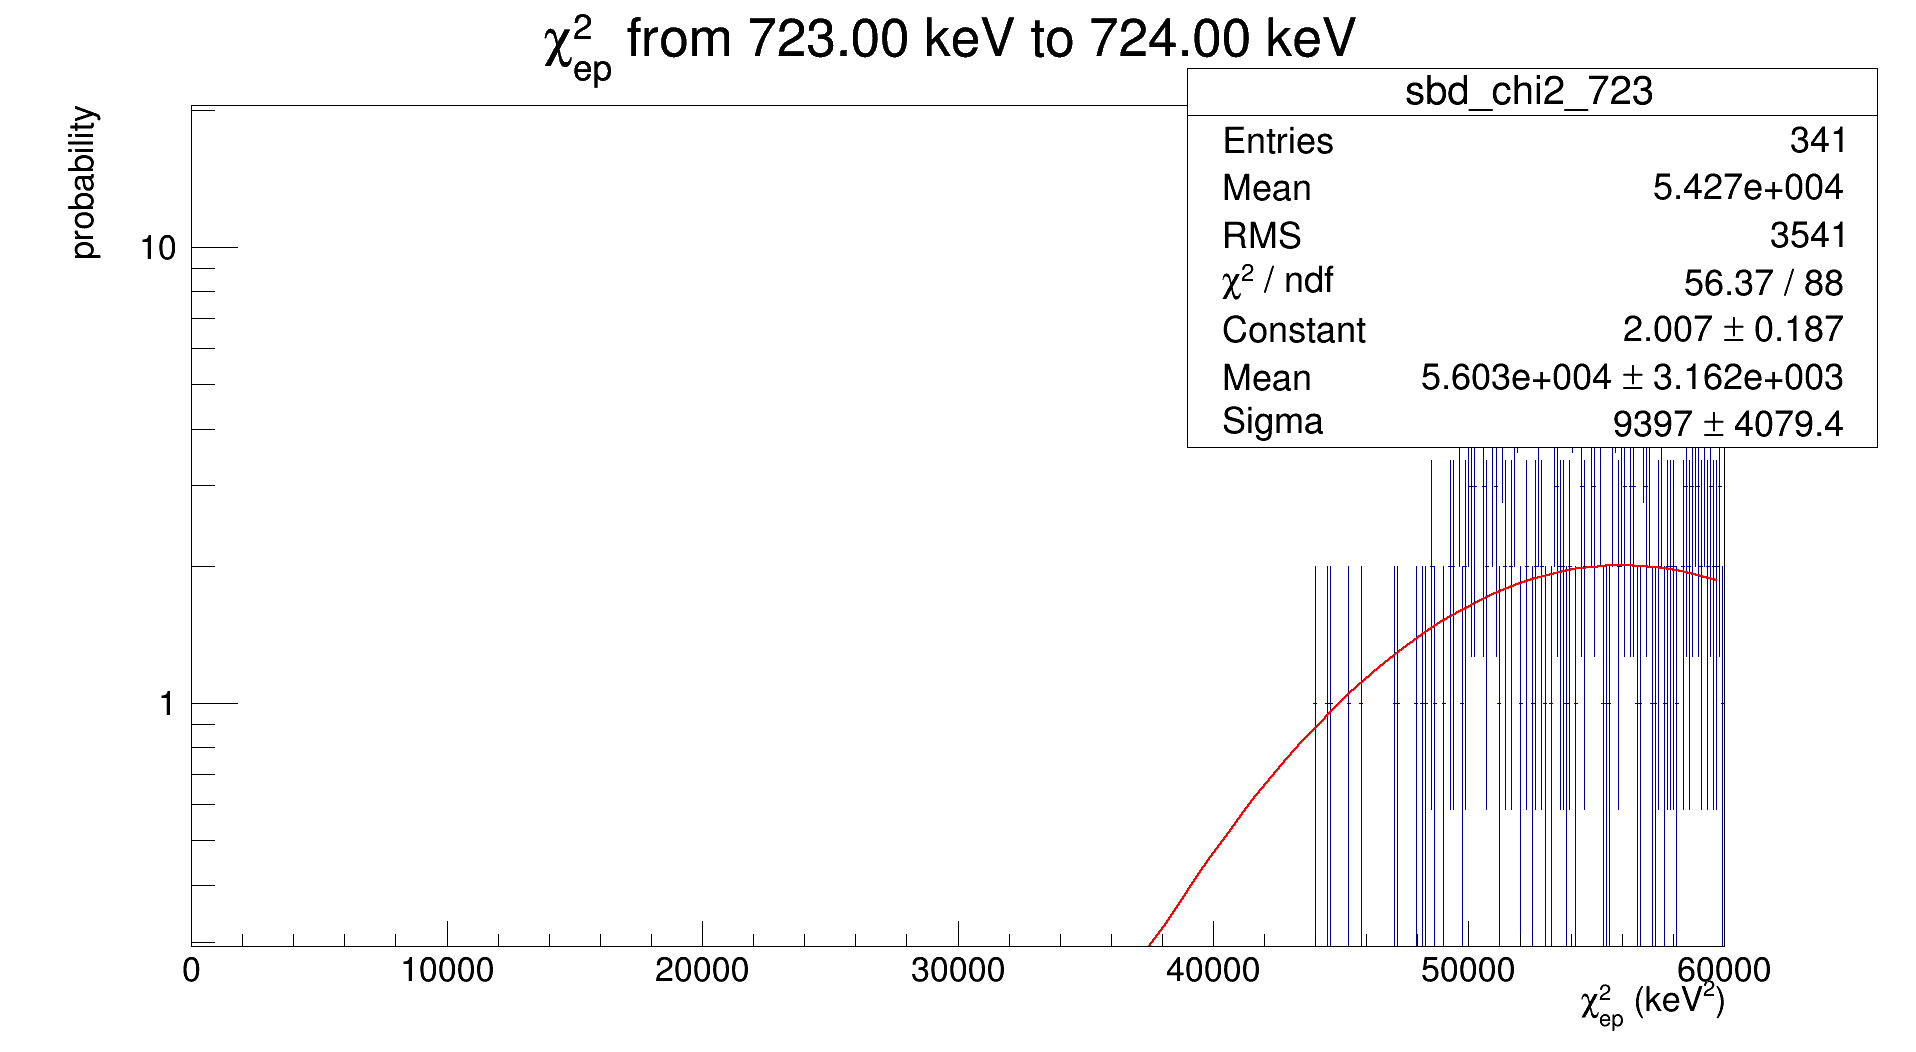 χ²ep from 723.00 keV to 724.00 keV
sbd_chi2_723
Entries 341
Mean 5.427e+004
RMS 3541
χ² / ndf 56.37 / 88
Constant 2.007 ± 0.187
Mean 5.603e+004 ± 3.162e+003
Sigma 9397 ± 4079.4
probability
10
1
0 10000 20000 30000 40000 50000 60000
χ²ep (keV²)